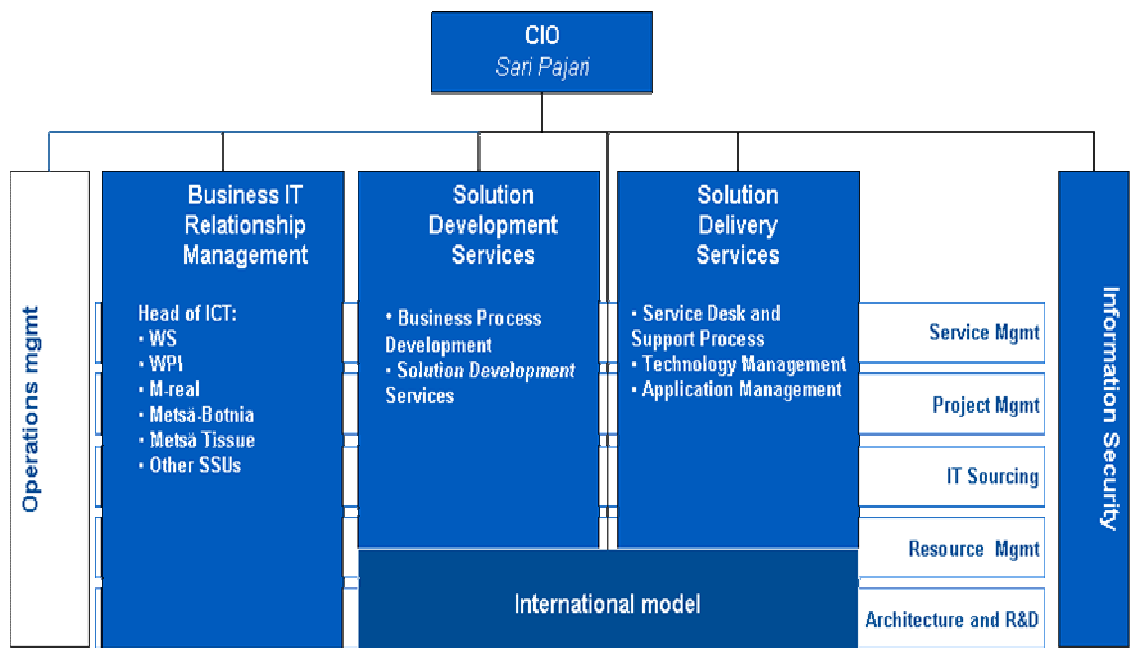 CIO
Sari Pajari
Operations mgmt
Business IT
Relationship
Management
Head of ICT:
• WS
• WPI
• M-real
• Metsä-Botnia
• Metsä Tissue
• Other SSUs
Solution
Development
Services
• Business Process
Development
• Solution Development
Services
Solution
Delivery
Services
• Service Desk and
Support Process
• Technology Management
• Application Management
International model
Service Mgmt
Project Mgmt
IT Sourcing
Resource Mgmt
Architecture and R&D
Information Security